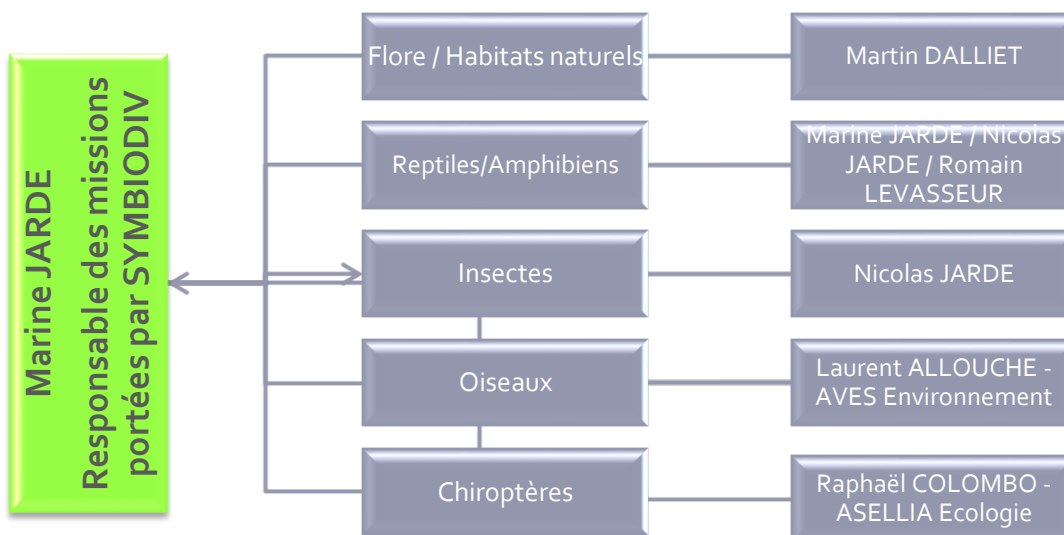 Marine JARDE
Responsable des missions
portées par SYMBIODIV
Flore / Habitats naturels
Martin DALLIET
Reptiles/Amphibiens
Marine JARDE / Nicolas
JARDE / Romain
LEVASSEUR
Insectes
Nicolas JARDE
Oiseaux
Laurent ALLOUCHE -
AVES Environnement
Chiroptères
Raphaël COLOMBO -
ASELLIA Ecologie